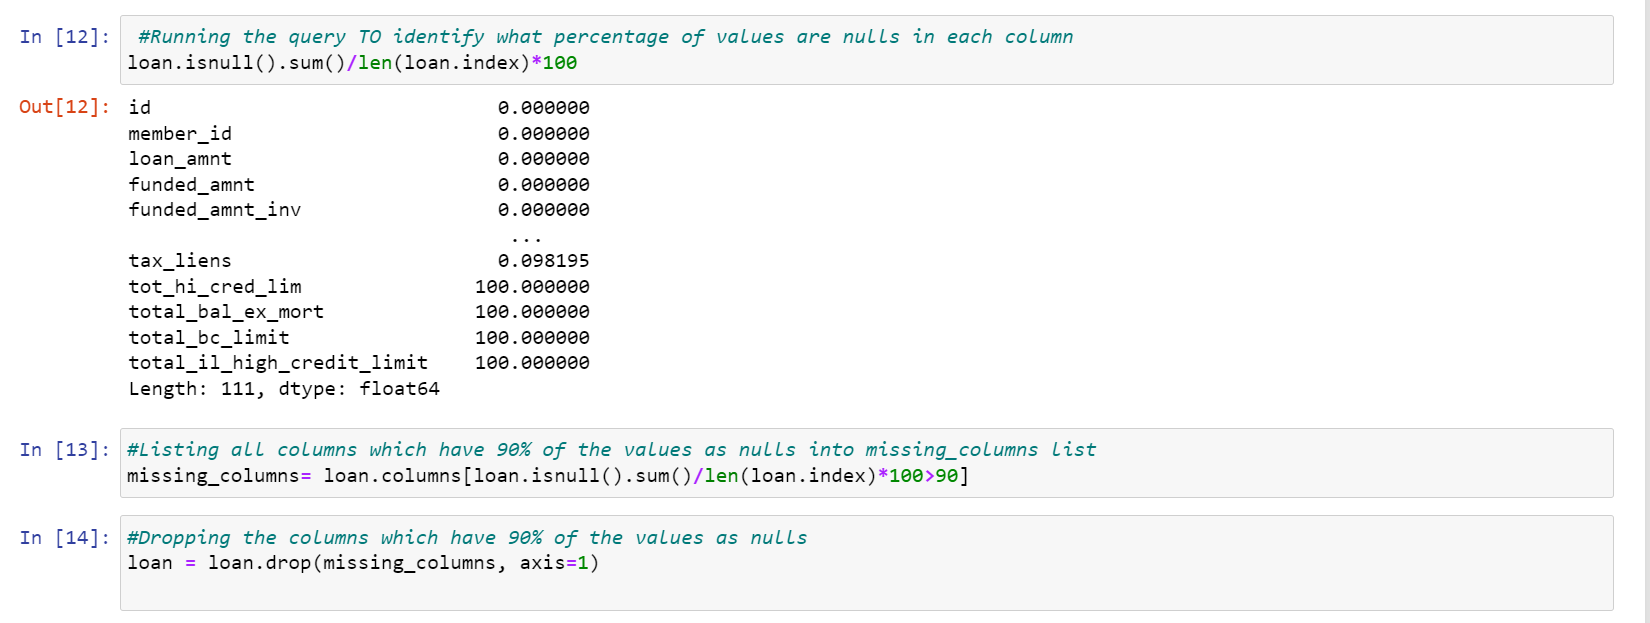 In [12]: #Running the query TO identify what percentage of values are nulls in each column
loan.isnull().sum()/len(loan.index)*100
Out[12]: id 0.000000
member_id 0.000000
loan_amnt 0.000000
funded_amnt 0.000000
funded_amnt_inv 0.000000
...
tax_liens 0.098195
tot_hi_cred_lim 100.000000
total_bal_ex_mort 100.000000
total_bc_limit 100.000000
total_il_high_credit_limit 100.000000
Length: 111, dtype: float64
In [13]: #Listing all columns which have 90% of the values as nulls into missing_columns list
missing_columns= loan.columns[loan.isnull().sum()/len(loan.index)*100>90]
In [14]: #Dropping the columns which have 90% of the values as nulls
loan = loan.drop(missing_columns, axis=1)